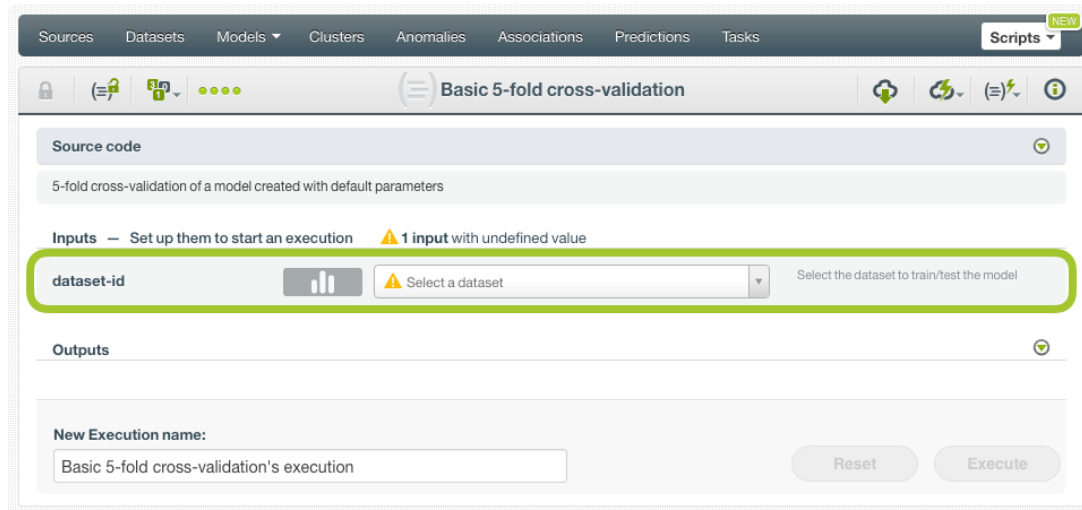 NEW
Sources Datasets Models Clusters Anomalies Associations Predictions Tasks Scripts
Basic 5-fold cross-validation
Source code
5-fold cross-validation of a model created with default parameters
Inputs — Set up them to start an execution 1 input with undefined value
dataset-id Select a dataset Select the dataset to train/test the model
Outputs
New Execution name:
Basic 5-fold cross-validation's execution Reset Execute